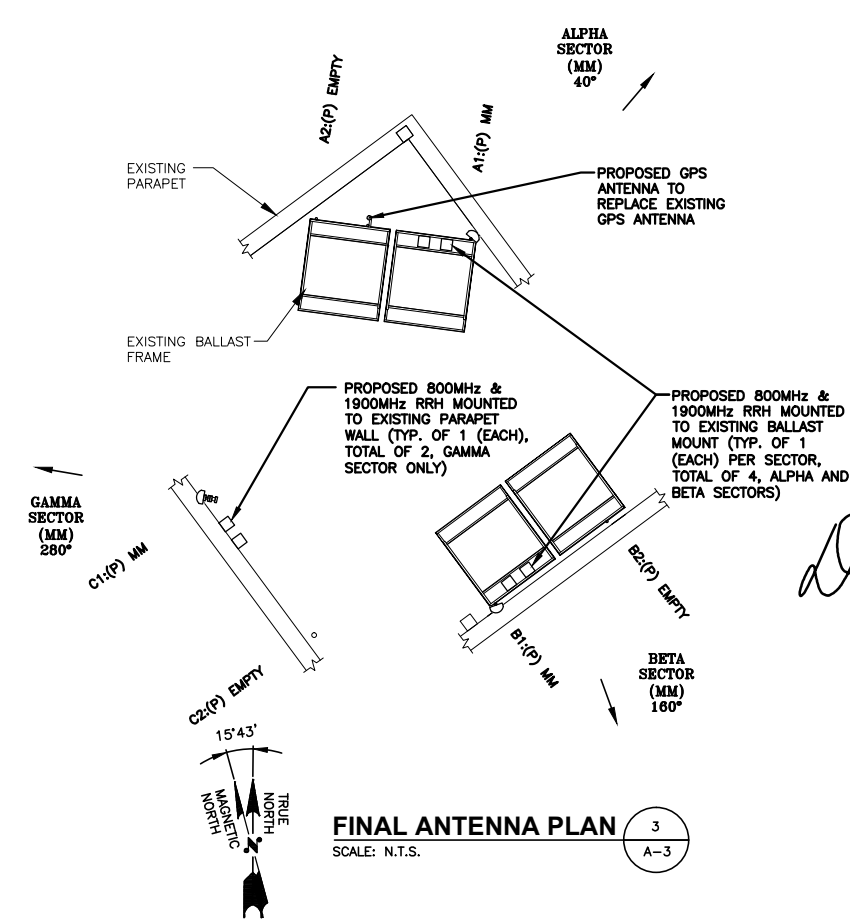 ALPHA
SECTOR
(MM)
40°
A2:(P) EMPTY
A1:(P) MM
EXISTING
PARAPET
PROPOSED GPS
ANTENNA TO
REPLACE EXISTING
GPS ANTENNA
EXISTING BALLAST
FRAME
PROPOSED 800MHz &
1900MHz RRH MOUNTED
TO EXISTING PARAPET
WALL (TYP. OF 1 (EACH),
TOTAL OF 2, GAMMA
SECTOR ONLY)
PROPOSED 800MHz &
1900MHz RRH MOUNTED
TO EXISTING BALLAST
MOUNT (TYP. OF 1
(EACH) PER SECTOR,
TOTAL OF 4, ALPHA AND
BETA SECTORS)
GAMMA
SECTOR
(MM)
280°
C1:(P) MM
C2:(P) EMPTY
B2:(P) EMPTY
B1:(P) MM
BETA
SECTOR
(MM)
160°
15°43'
TRUE
NORTH
MAGNETIC
NORTH
N
FINAL ANTENNA PLAN
3
SCALE: N.T.S.
A-3